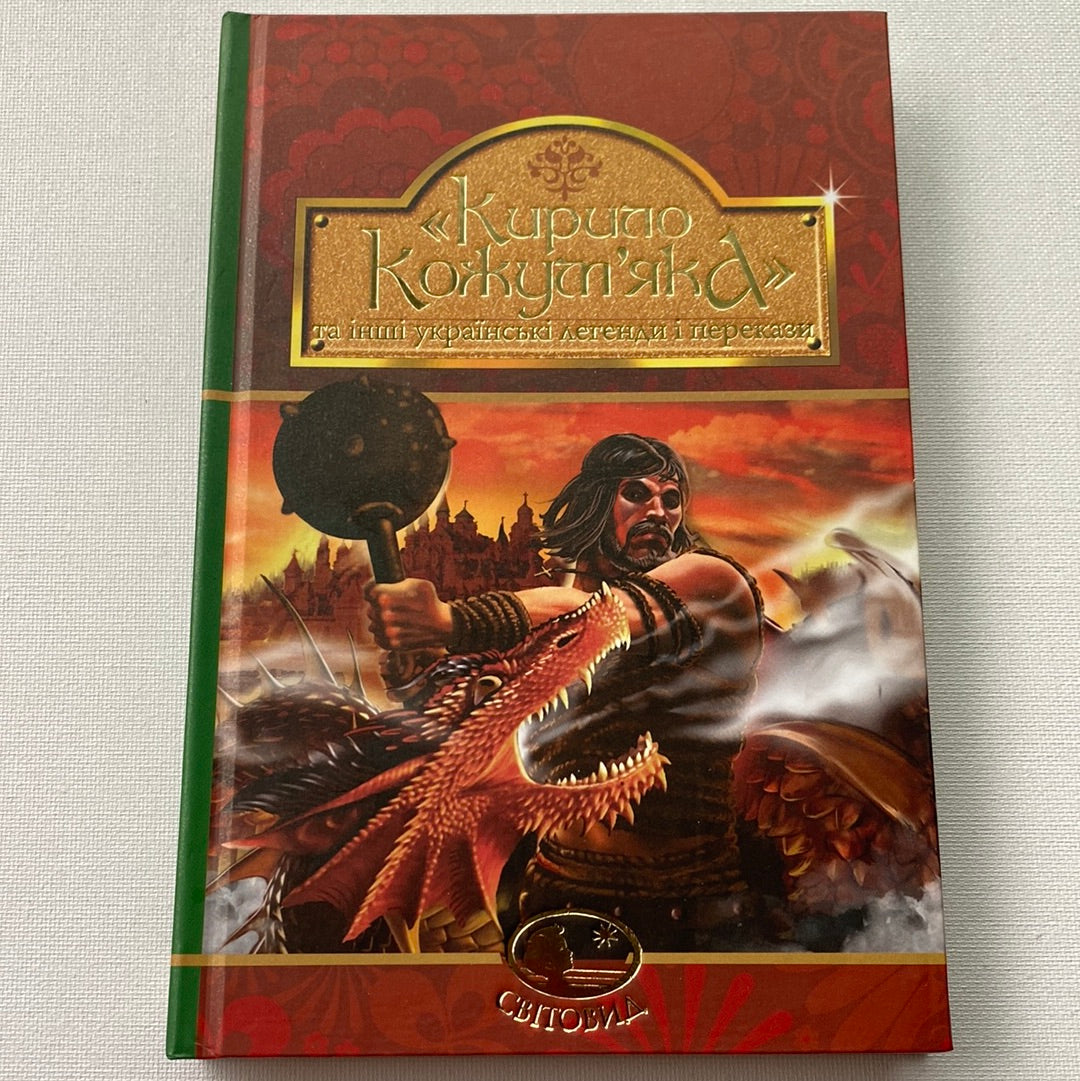 «Кирило
Кожум'яка»
та інші українські легенди і перекази
СВІТОВИД